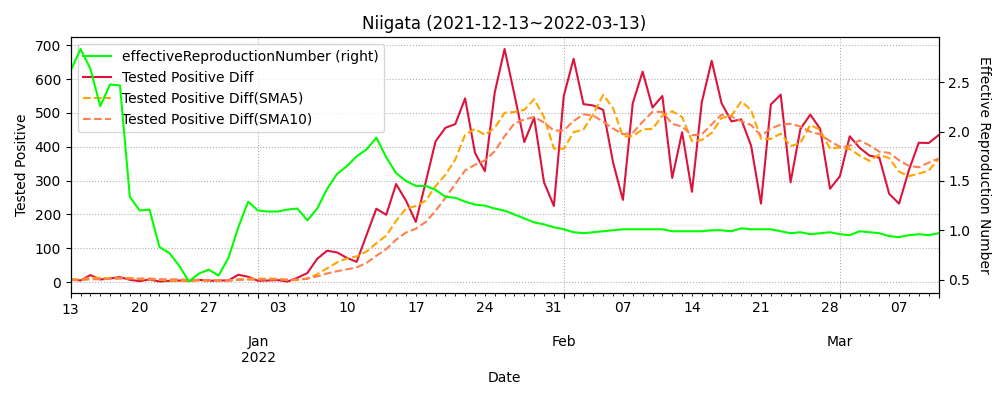 Niigata (2021-12-13~2022-03-13)
effectiveReproductionNumber (right)
Tested Positive Diff
Tested Positive Diff(SMA5)
Tested Positive Diff(SMA10)
Tested Positive
700
600
500
400
300
200
100
0
2.5
2.0
1.5
1.0
0.5
Effective Reproduction Number
13 20 27 03 10 17 24 31 07 14 21 28 07
Jan Feb Mar
2022
Date